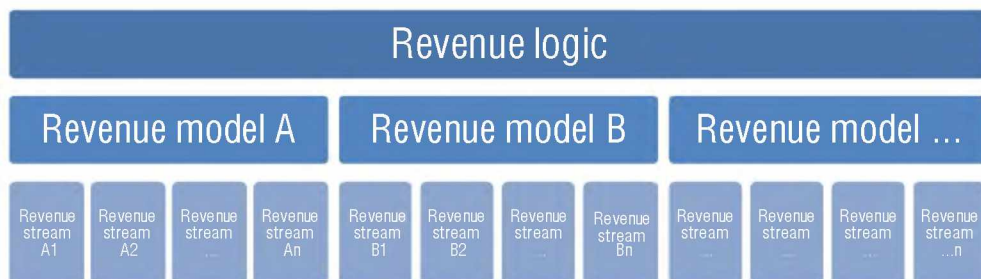 Revenue logic
Revenue model A
Revenue model B
Revenue model ...
Revenue
stream
A1
Revenue
stream
A2
Revenue
stream
....
Revenue
stream
An
Revenue
stream
B1
Revenue
stream
B2
Revenue
stream
...
Revenue
stream
Bn
Revenue
stream
....
Revenue
stream
....
Revenue
stream
....
Revenue
stream
...n